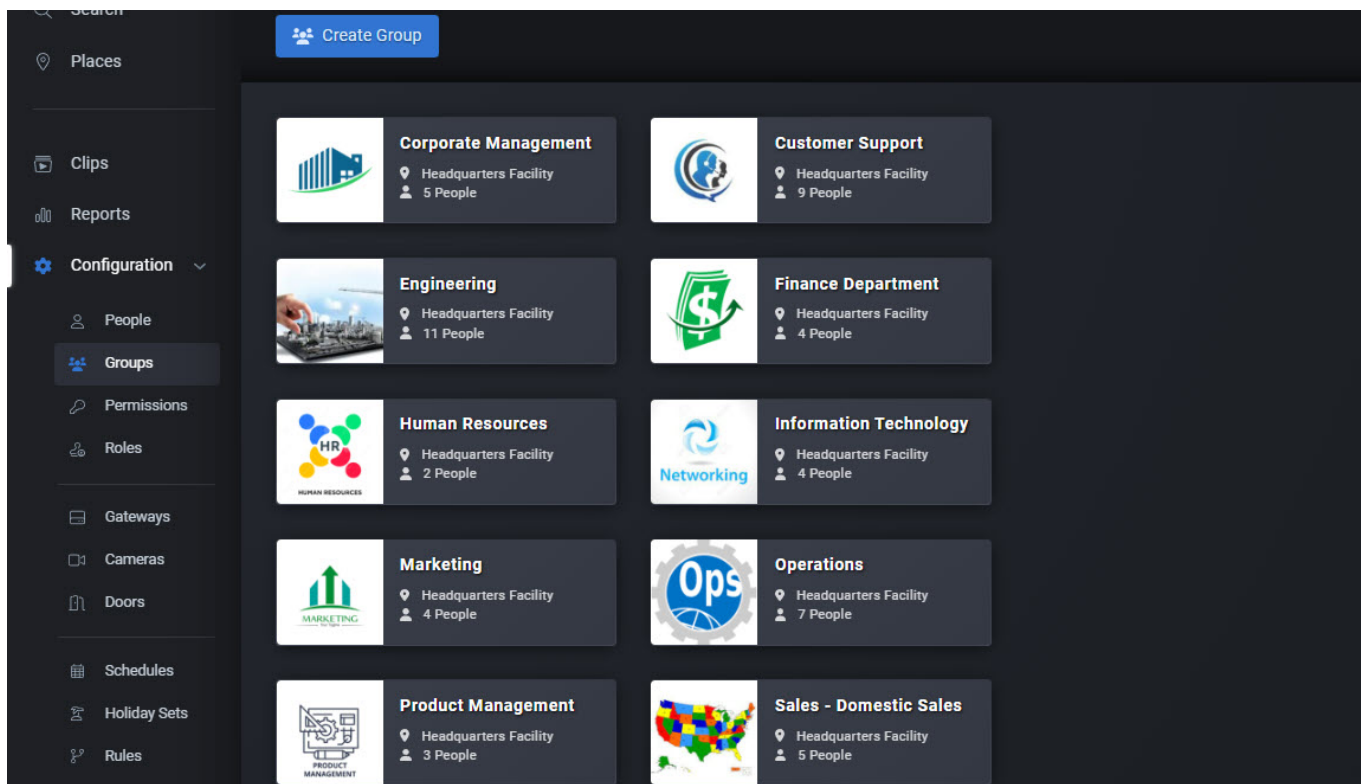 Search
Places
Clips
Reports
Configuration
People
Groups
Permissions
Roles
Gateways
Cameras
Doors
Schedules
Holiday Sets
Rules
Create Group
Corporate Management
Headquarters Facility
5 People
Customer Support
Headquarters Facility
9 People
Engineering
Headquarters Facility
11 People
Finance Department
Headquarters Facility
4 People
HR
HUMAN RESOURCES
Human Resources
Headquarters Facility
2 People
Networking
Information Technology
Headquarters Facility
4 People
MARKETING
Marketing
Headquarters Facility
4 People
Ops
Operations
Headquarters Facility
7 People
PRODUCT
MANAGEMENT
Product Management
Headquarters Facility
3 People
Sales - Domestic Sales
Headquarters Facility
5 People